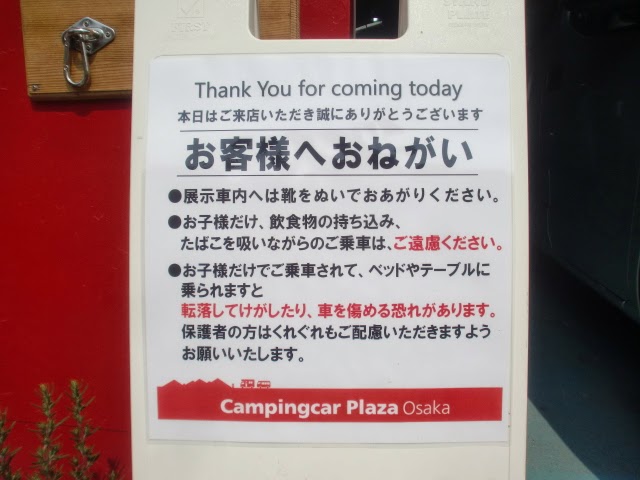 Thank You for coming today
本日はご来店いただき誠にありがとうございます
お客様へおねがい
●展示車内へは靴をぬいでおあがりください。
●お子様だけ、飲食物の持ち込み、
たばこを吸いながらのご乗車は、ご遠慮ください。
●お子様だけでご乗車されて、ベッドやテーブルに
乗られますと
転落してけがしたり、車を傷める恐れがあります。
保護者の方はくれぐれもご配慮いただきますよう
お願いいたします。
Campingcar Plaza Osaka